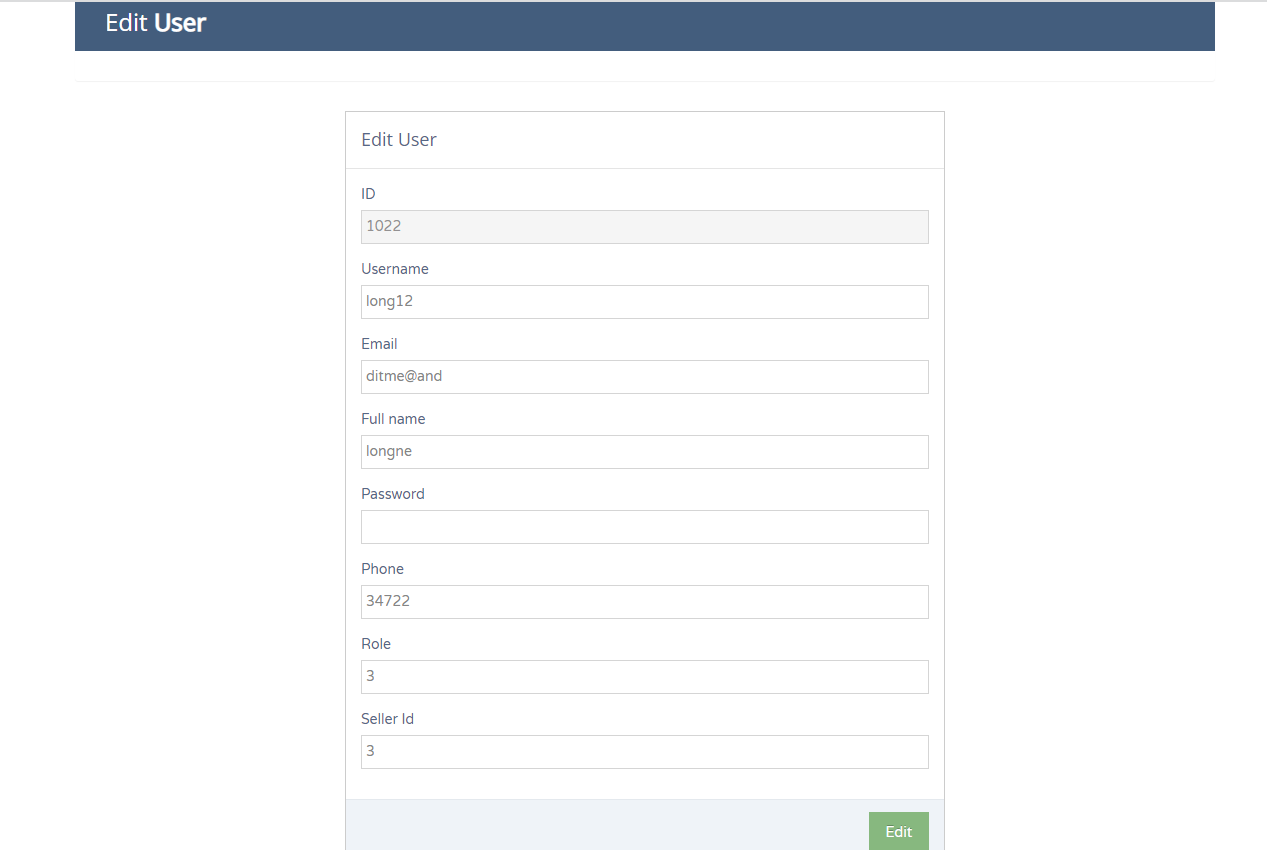 Edit User
Edit User
ID
1022
Username
long12
Email
ditme@and
Full name
longne
Password
Phone
34722
Role
3
Seller Id
3
Edit